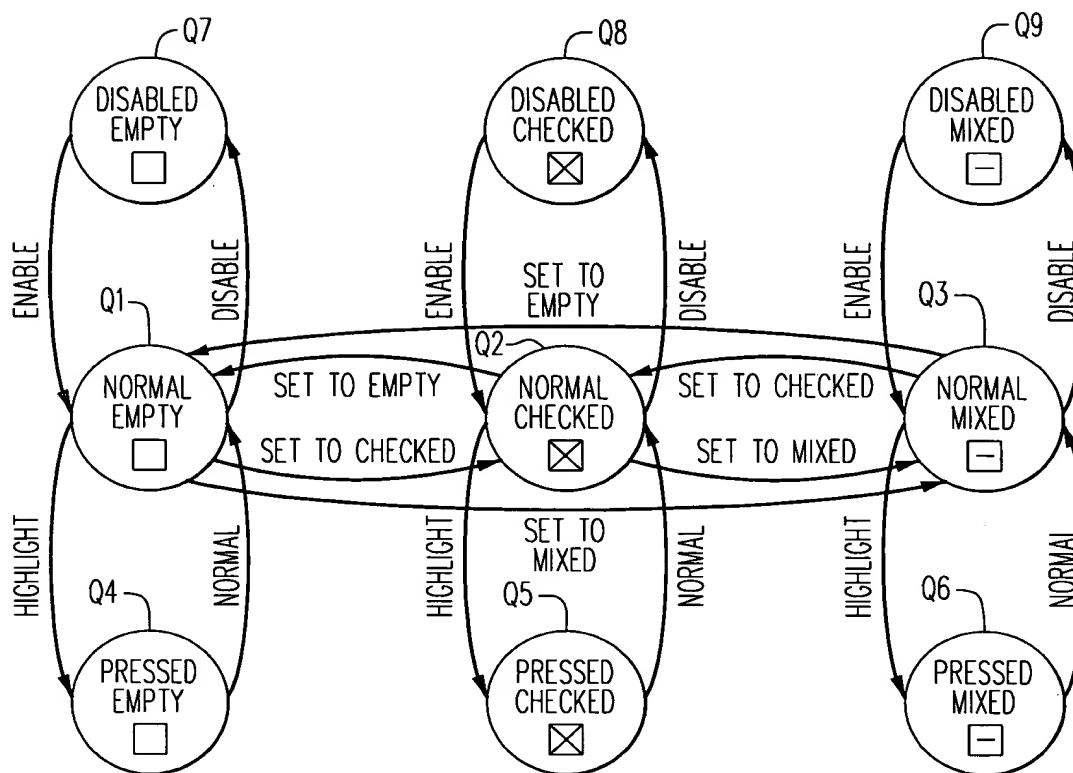 Q7
Q8
Q9
DISABLED
EMPTY
DISABLED
CHECKED
DISABLED
MIXED
ENABLE
DISABLE
ENABLE
DISABLE
ENABLE
DISABLE
SET TO
EMPTY
Q1
Q2
Q3
NORMAL
EMPTY
SET TO EMPTY
NORMAL
CHECKED
SET TO CHECKED
NORMAL
MIXED
SET TO CHECKED
SET TO MIXED
SET TO
MIXED
HIGHLIGHT
NORMAL
HIGHLIGHT
NORMAL
HIGHLIGHT
NORMAL
Q4
Q5
Q6
PRESSED
EMPTY
PRESSED
CHECKED
PRESSED
MIXED